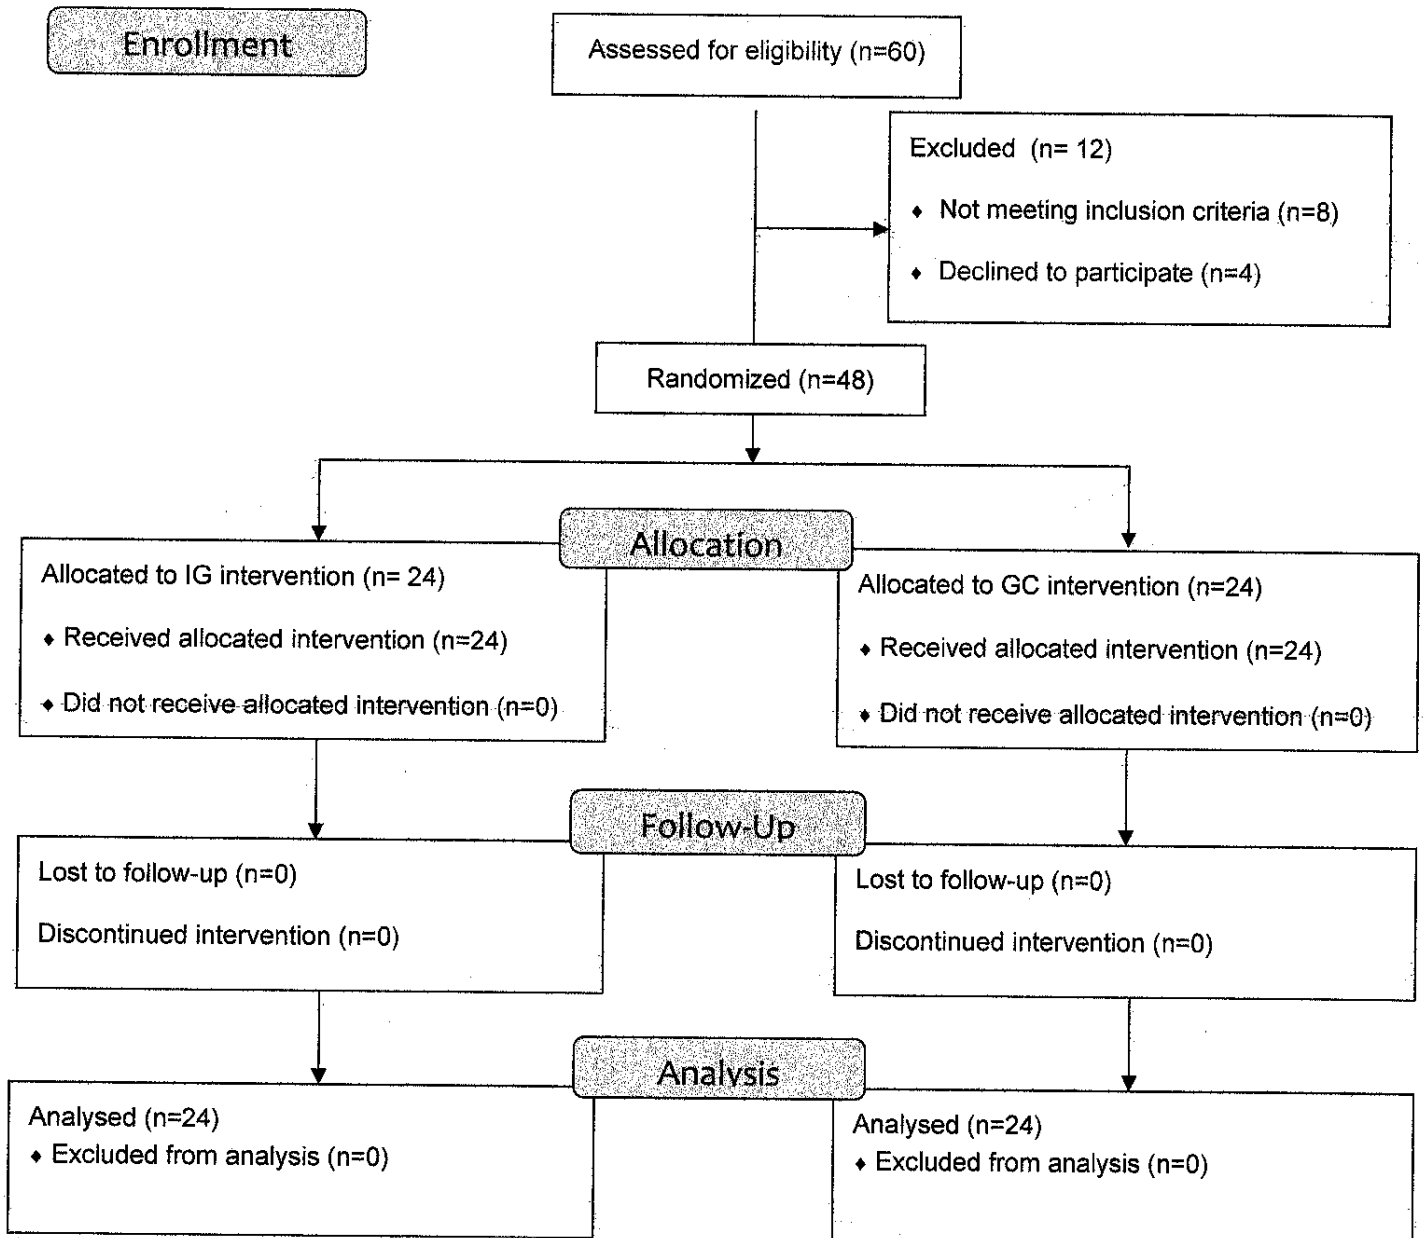 Enrollment
Assessed for eligibility (n=60)
Excluded (n= 12)
♦ Not meeting inclusion criteria (n=8)
♦ Declined to participate (n=4)
Randomized (n=48)
Allocation
Allocated to IG intervention (n= 24)
♦ Received allocated intervention (n=24)
♦ Did not receive allocated intervention (n=0)
Allocated to GC intervention (n=24)
♦ Received allocated intervention (n=24)
♦ Did not receive allocated intervention (n=0)
Follow-Up
Lost to follow-up (n=0)
Discontinued intervention (n=0)
Lost to follow-up (n=0)
Discontinued intervention (n=0)
Analysis
Analysed (n=24)
♦ Excluded from analysis (n=0)
Analysed (n=24)
♦ Excluded from analysis (n=0)